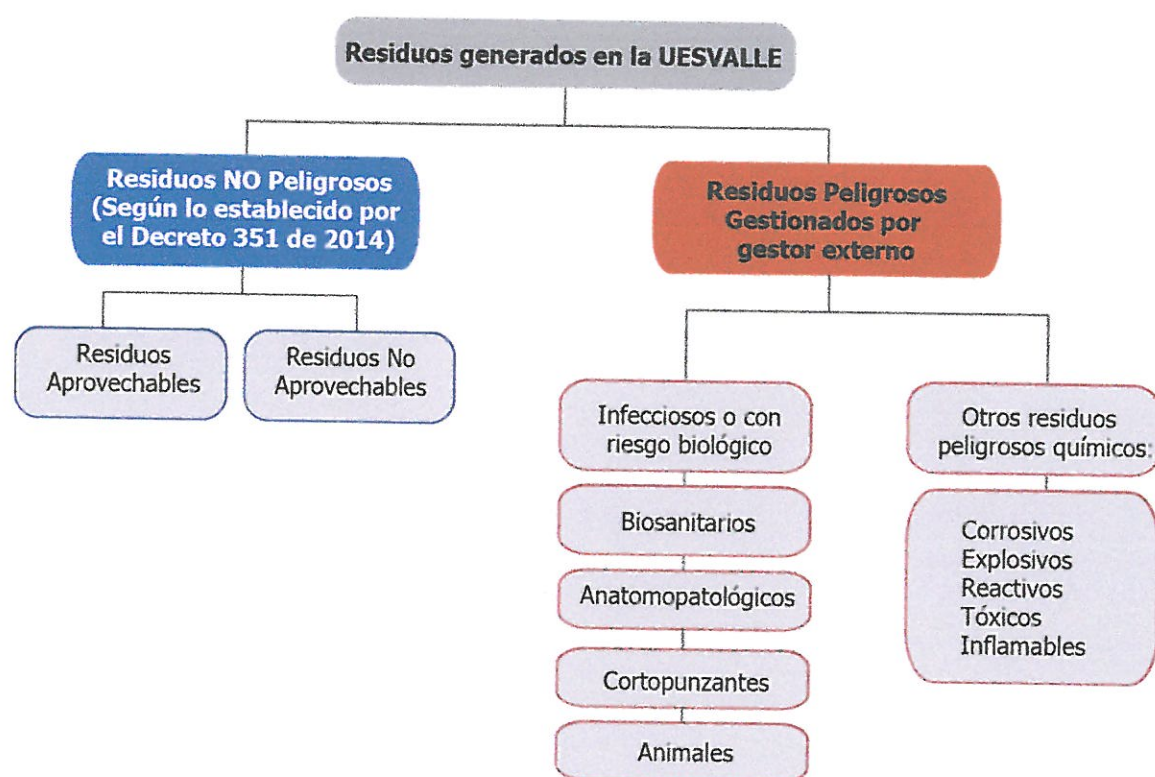 Residuos generados en la UESVALLE
Residuos NO Peligrosos
(Según lo establecido por
el Decreto 351 de 2014)
Residuos Peligrosos
Gestionados por
gestor externo
Residuos
Aprovechables
Residuos No
Aprovechables
Infecciosos o con
riesgo biológico
Biosanitarios
Anatomopatológicos
Cortopunzantes
Animales
Otros residuos
peligrosos químicos:
Corrosivos
Explosivos
Reactivos
Tóxicos
Inflamables